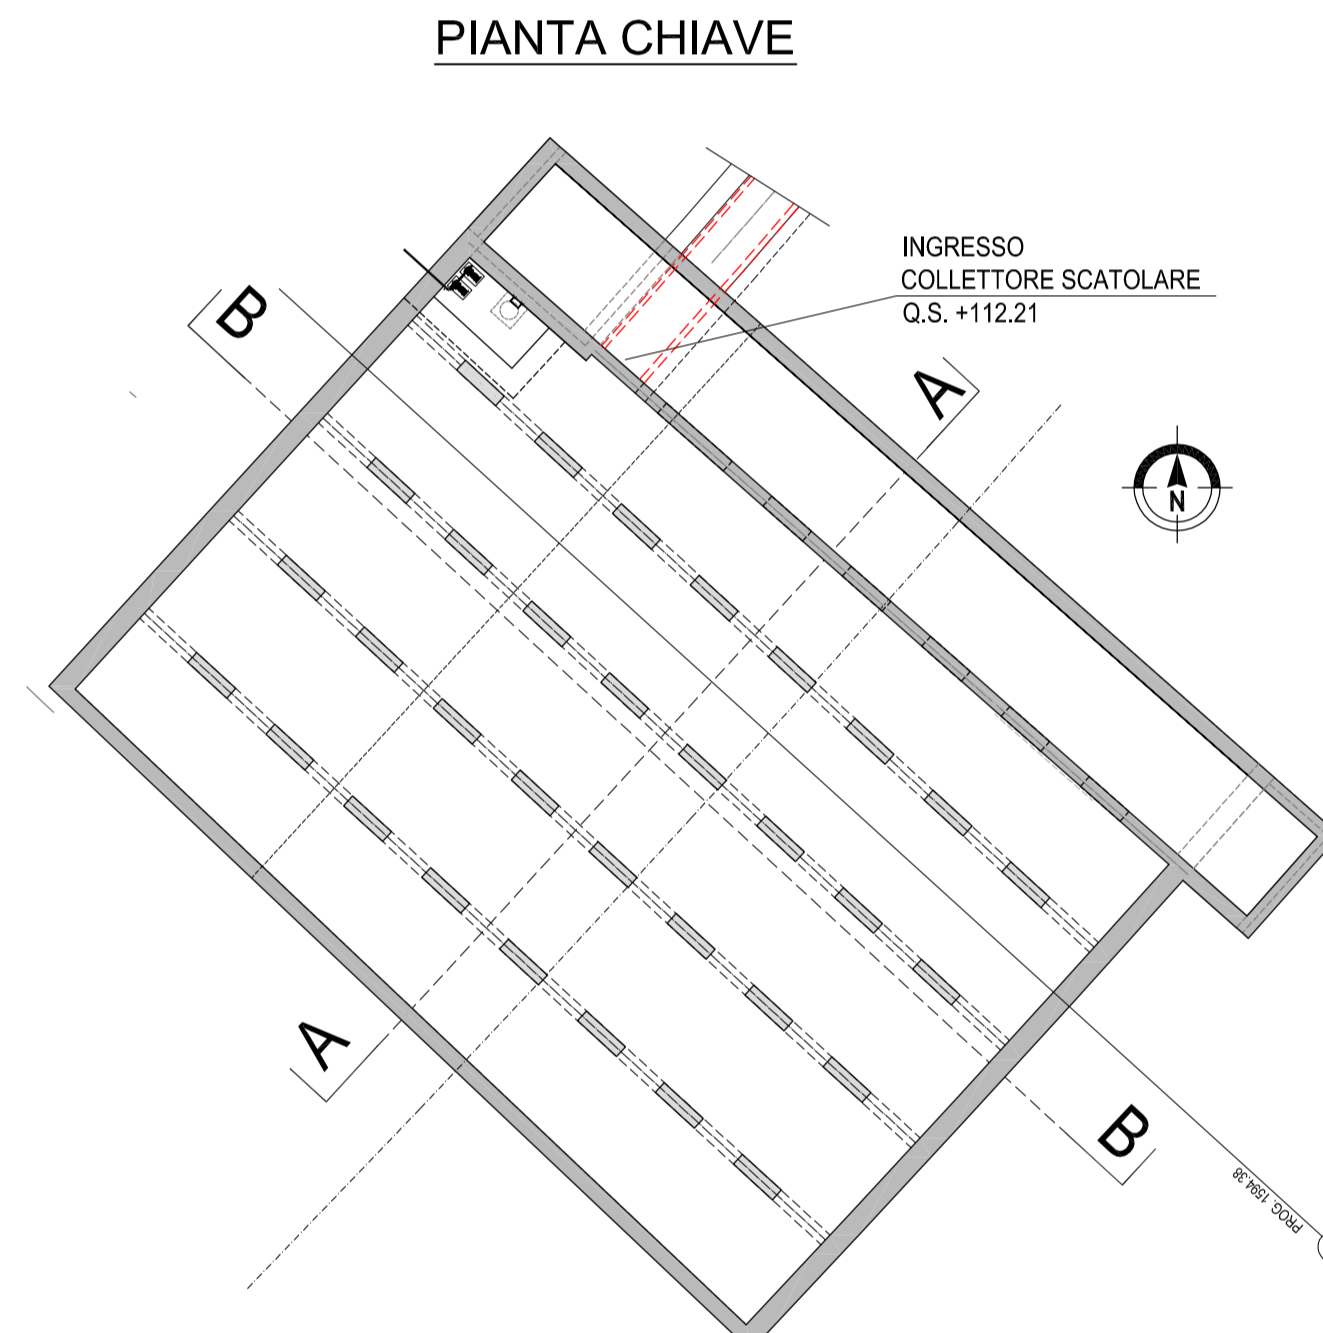 PIANTA CHIAVE
INGRESSO
COLLETTORE SCATOLARE
Q.S. +112.21
B
A
N
A
B
PROG. 1594.38